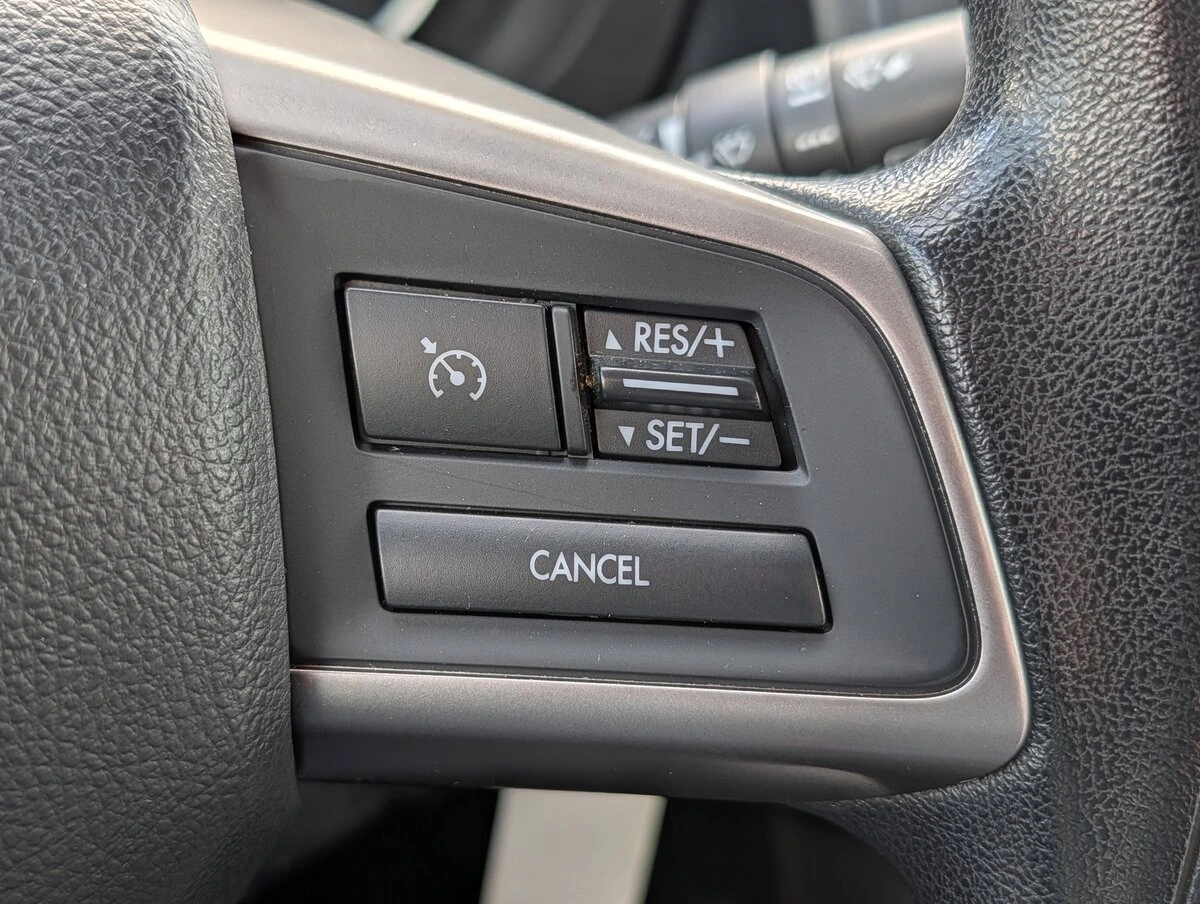 ▲ RES/+
▼ SET/−
CANCEL